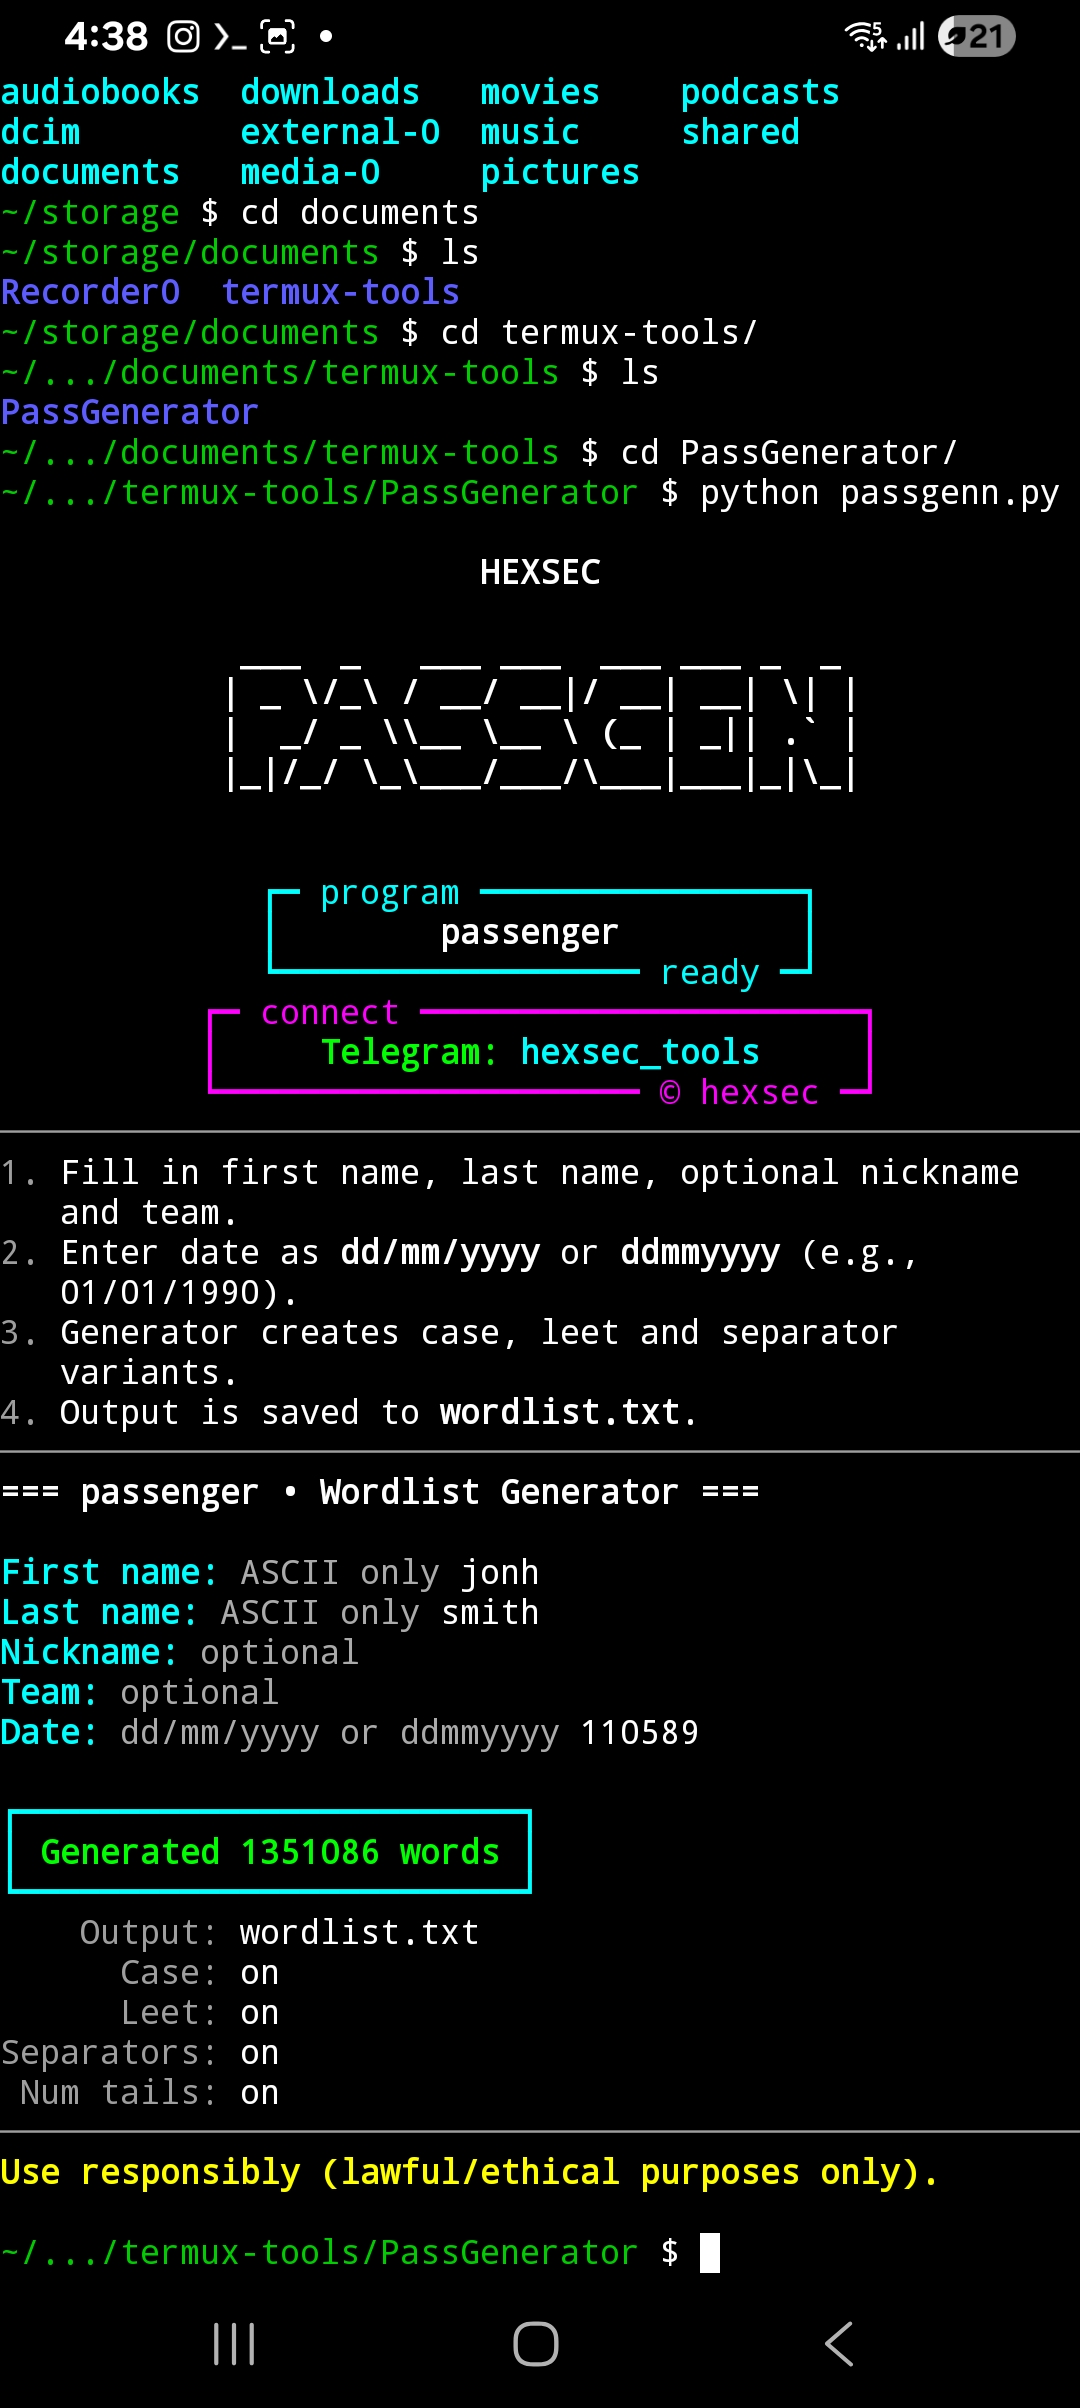 4:38 5 21
audiobooks downloads movies podcasts
dcim external-0 music shared
documents media-0 pictures
~/storage $ cd documents
~/storage/documents $ ls
Recorder0 termux-tools
~/storage/documents $ cd termux-tools/
~/.../documents/termux-tools $ ls
PassGenerator
~/.../documents/termux-tools $ cd PassGenerator/
~/.../termux-tools/PassGenerator $ python passgenn.py
HEXSEC
PASSGEN
program
passenger
ready
connect
Telegram: hexsec_tools
© hexsec
1. Fill in first name, last name, optional nickname
and team.
2. Enter date as dd/mm/yyyy or ddmmyyyy (e.g.,
01/01/1990).
3. Generator creates case, leet and separator
variants.
4. Output is saved to wordlist.txt.
=== passenger • Wordlist Generator ===
First name: ASCII only jonh
Last name: ASCII only smith
Nickname: optional
Team: optional
Date: dd/mm/yyyy or ddmmyyyy 110589
Generated 1351086 words
Output: wordlist.txt
Case: on
Leet: on
Separators: on
Num tails: on
Use responsibly (lawful/ethical purposes only).
~/.../termux-tools/PassGenerator $